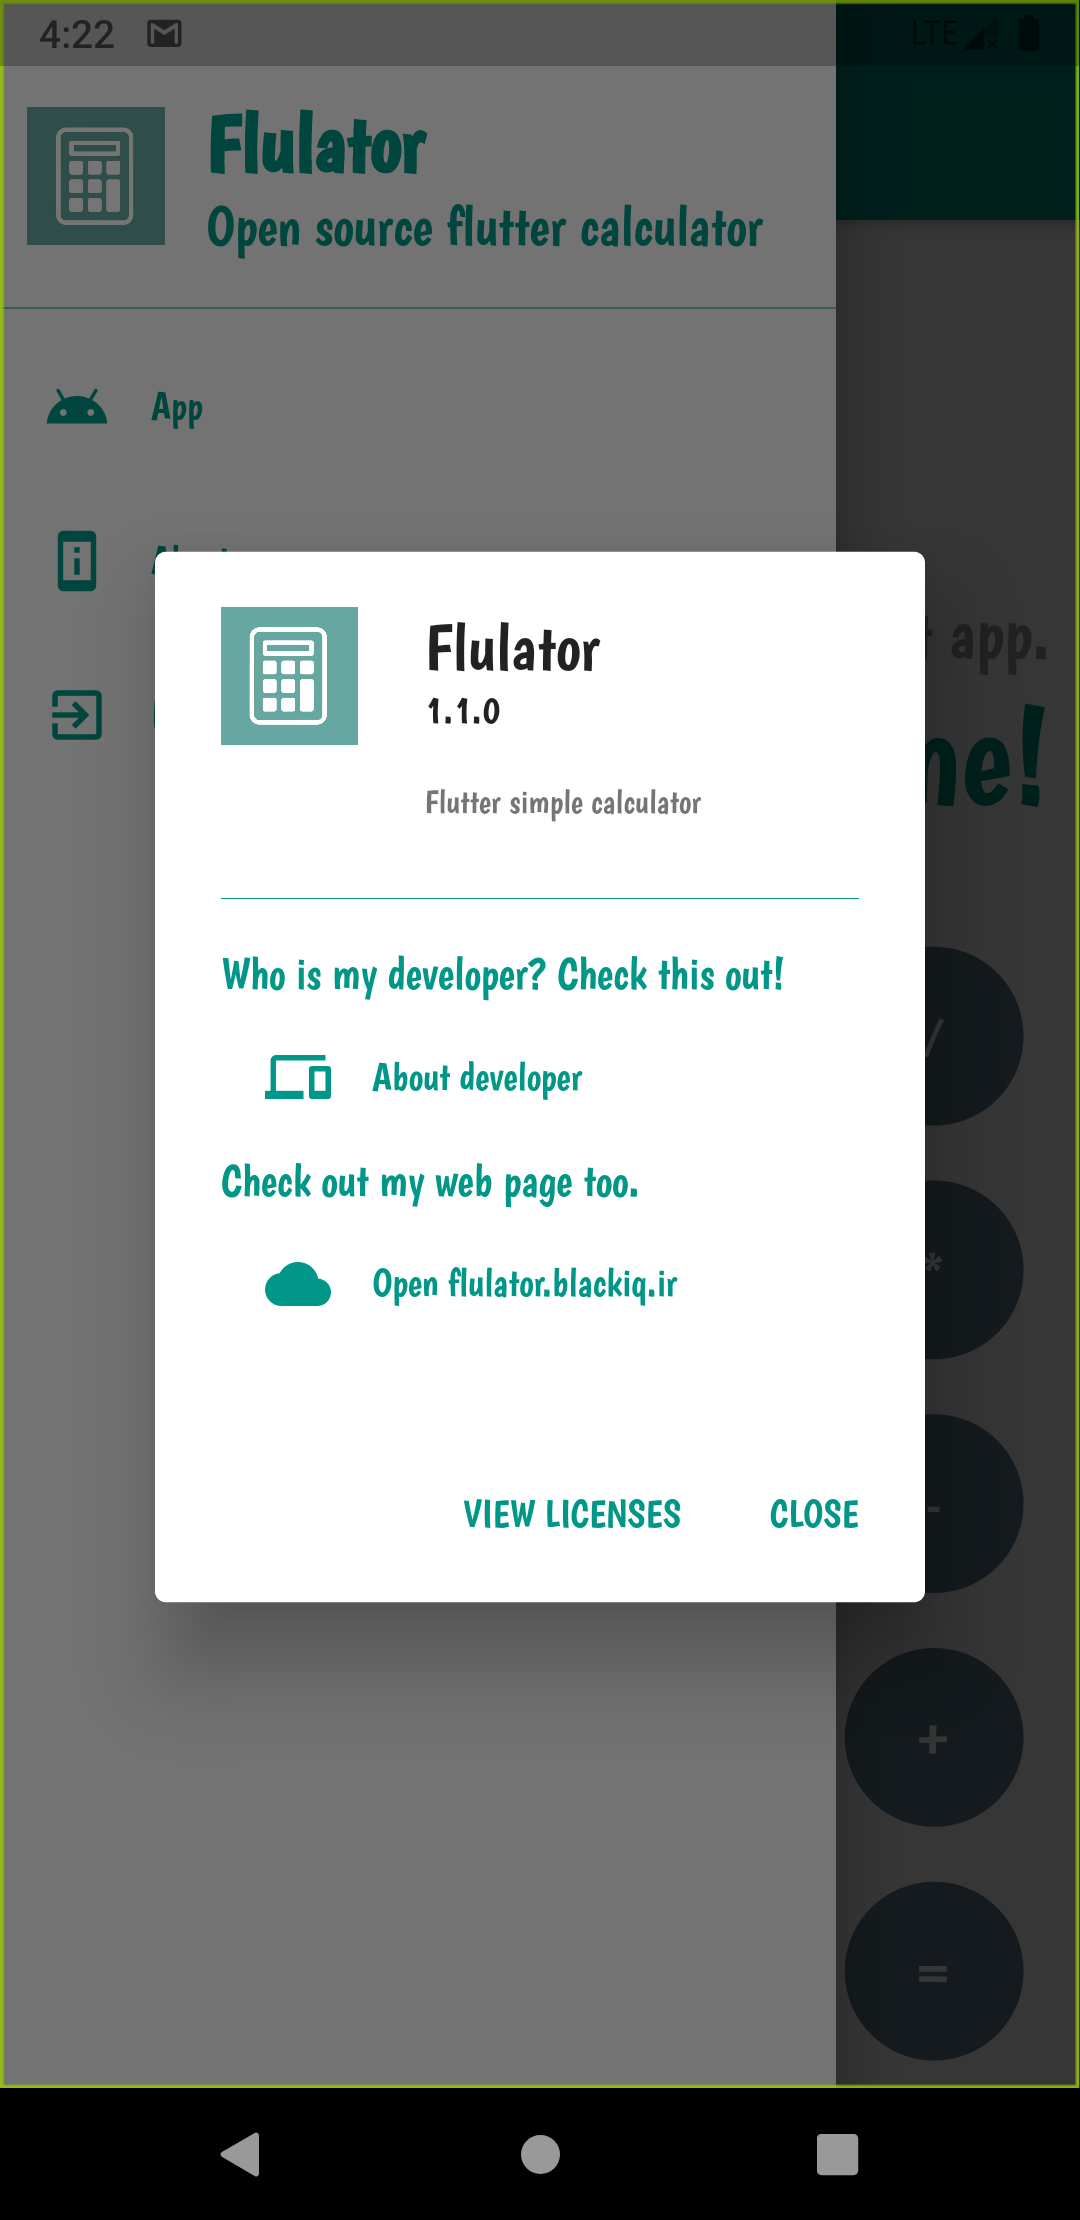 4:22
LTE
Flulator
Open source flutter calculator
App
app.
Flulator
1.1.0
Flutter simple calculator
Who is my developer? Check this out!
/
About developer
Check out my web page too.
*
Open flulator.blackiq.ir
VIEW LICENSES
CLOSE
-
+
=